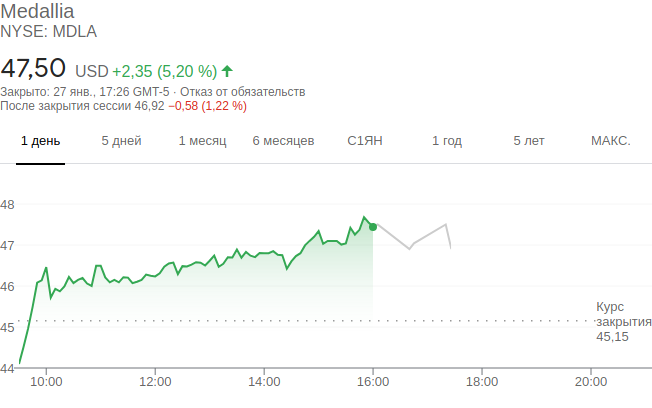 Medallia
NYSE: MDLA
47,50 USD +2,35 (5,20 %)
Закрыто: 27 янв., 17:26 GMT-5 · Отказ от обязательств
После закрытия сессии 46,92 −0,58 (1,22 %)
1 день 5 дней 1 месяц 6 месяцев С1ЯН 1 год 5 лет МАКС.
48
47
46
45
44
Курс
закрытия
45,15
10:00 12:00 14:00 16:00 18:00 20:00